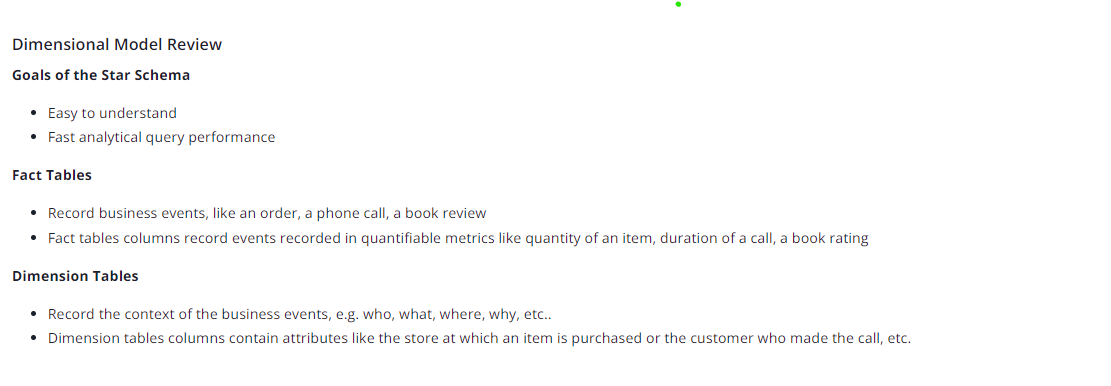 Dimensional Model Review
Goals of the Star Schema
• Easy to understand
• Fast analytical query performance
Fact Tables
• Record business events, like an order, a phone call, a book review
• Fact tables columns record events recorded in quantifiable metrics like quantity of an item, duration of a call, a book rating
Dimension Tables
• Record the context of the business events, e.g. who, what, where, why, etc..
• Dimension tables columns contain attributes like the store at which an item is purchased or the customer who made the call, etc.